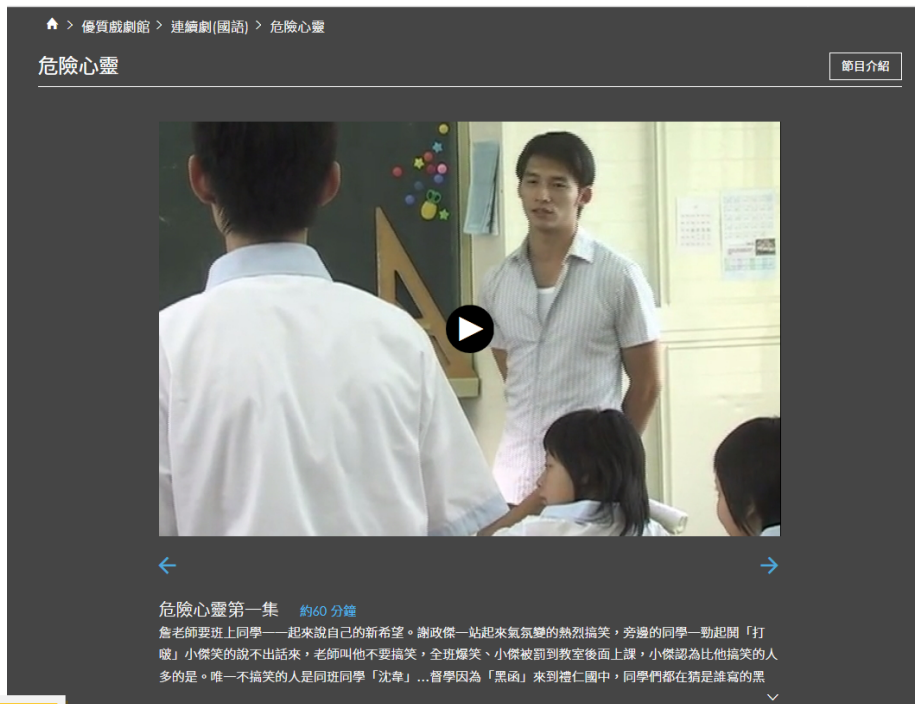 優質戲劇館 > 連續劇(國語) > 危險心靈
危險心靈
節目介紹
危險心靈第一集 約60 分鐘
詹老師要班上同學一一起來說自己的新希望。謝政傑一站起來氣氛變的熱烈搞笑，旁邊的同學一勁起鬨「打
啵」小傑笑的說不出話來，老師叫他不要搞笑，全班爆笑、小傑被罰到教室後面上課，小傑認為比他搞笑的人
多的是。唯一不搞笑的人是同班同學「沈韋」...督學因為「黑函」來到禮仁國中，同學們都在猜是誰寫的黑